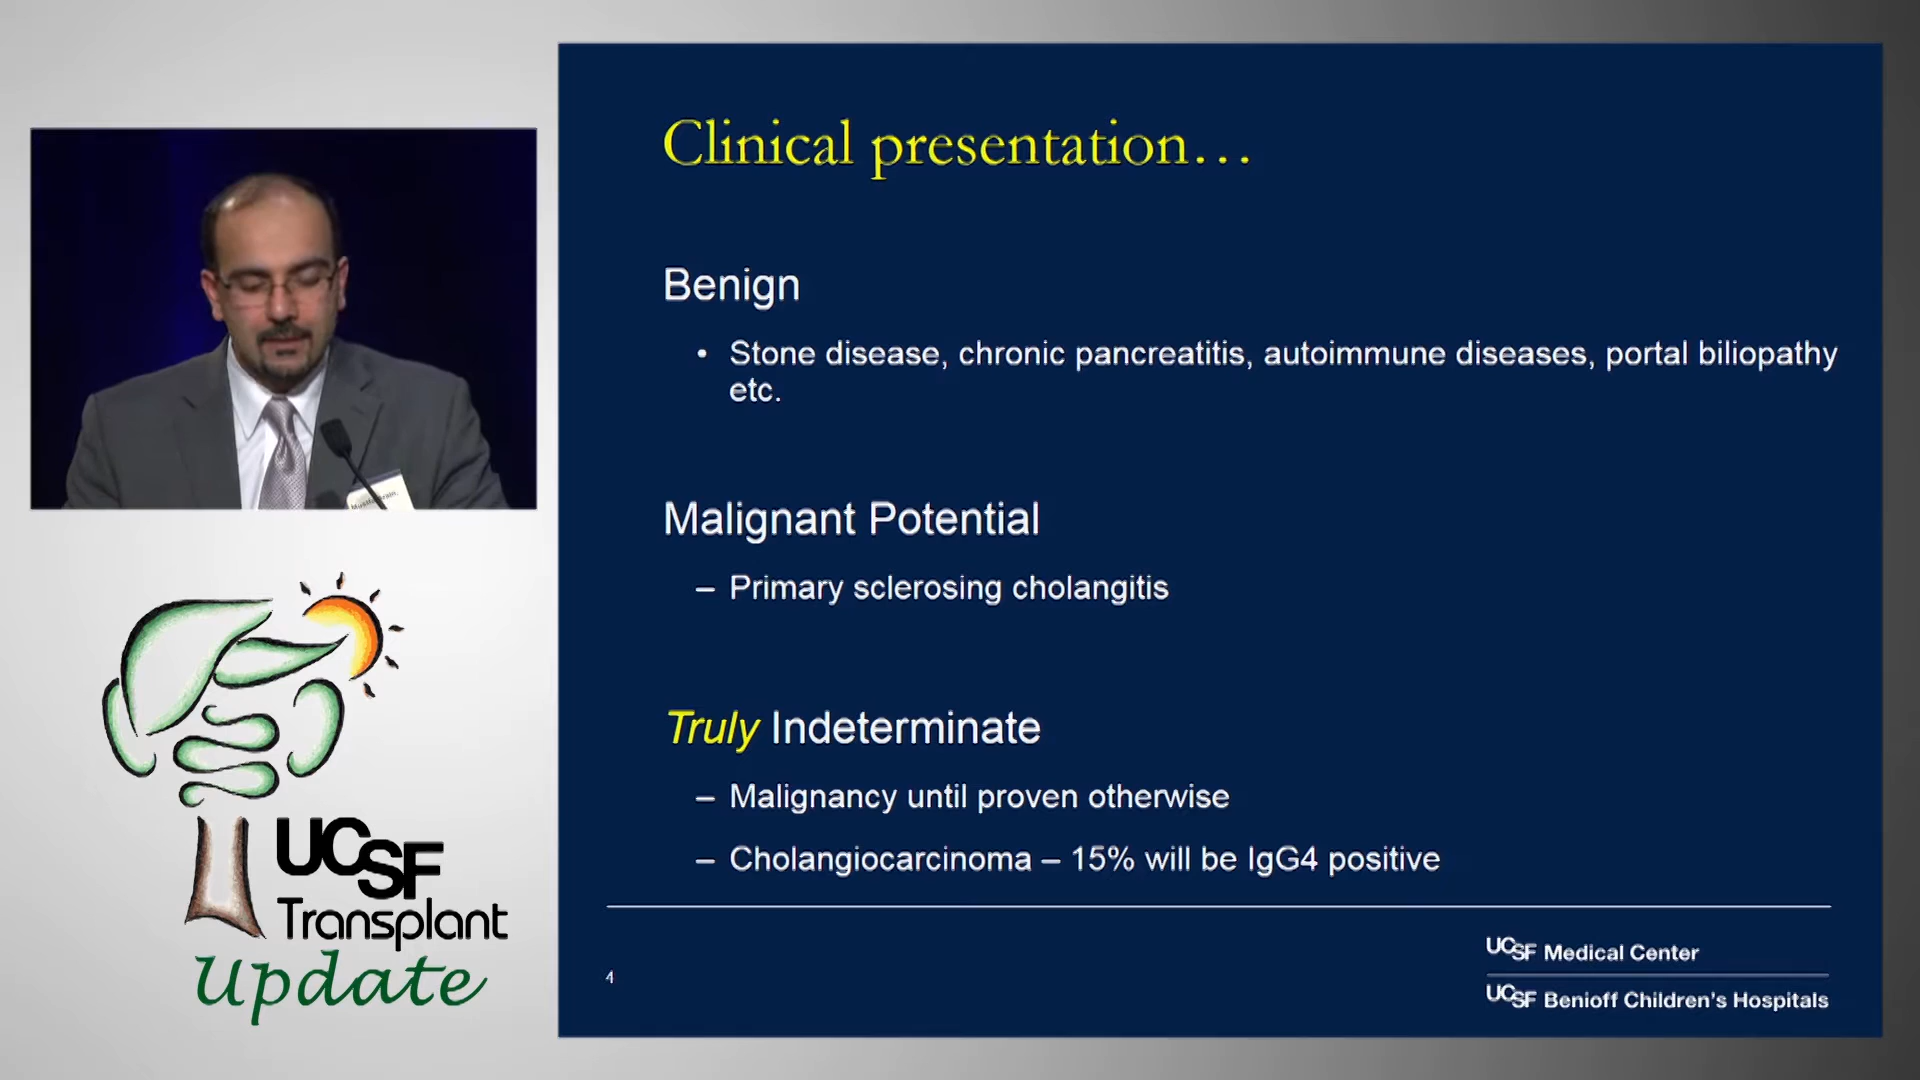 Clinical presentation…
Benign
• Stone disease, chronic pancreatitis, autoimmune diseases, portal biliopathy
etc.
Malignant Potential
– Primary sclerosing cholangitis
Truly Indeterminate
– Malignancy until proven otherwise
– Cholangiocarcinoma – 15% will be IgG4 positive
4
UCSF Medical Center
UCSF Benioff Children's Hospitals
UCSF
Transplant
Update